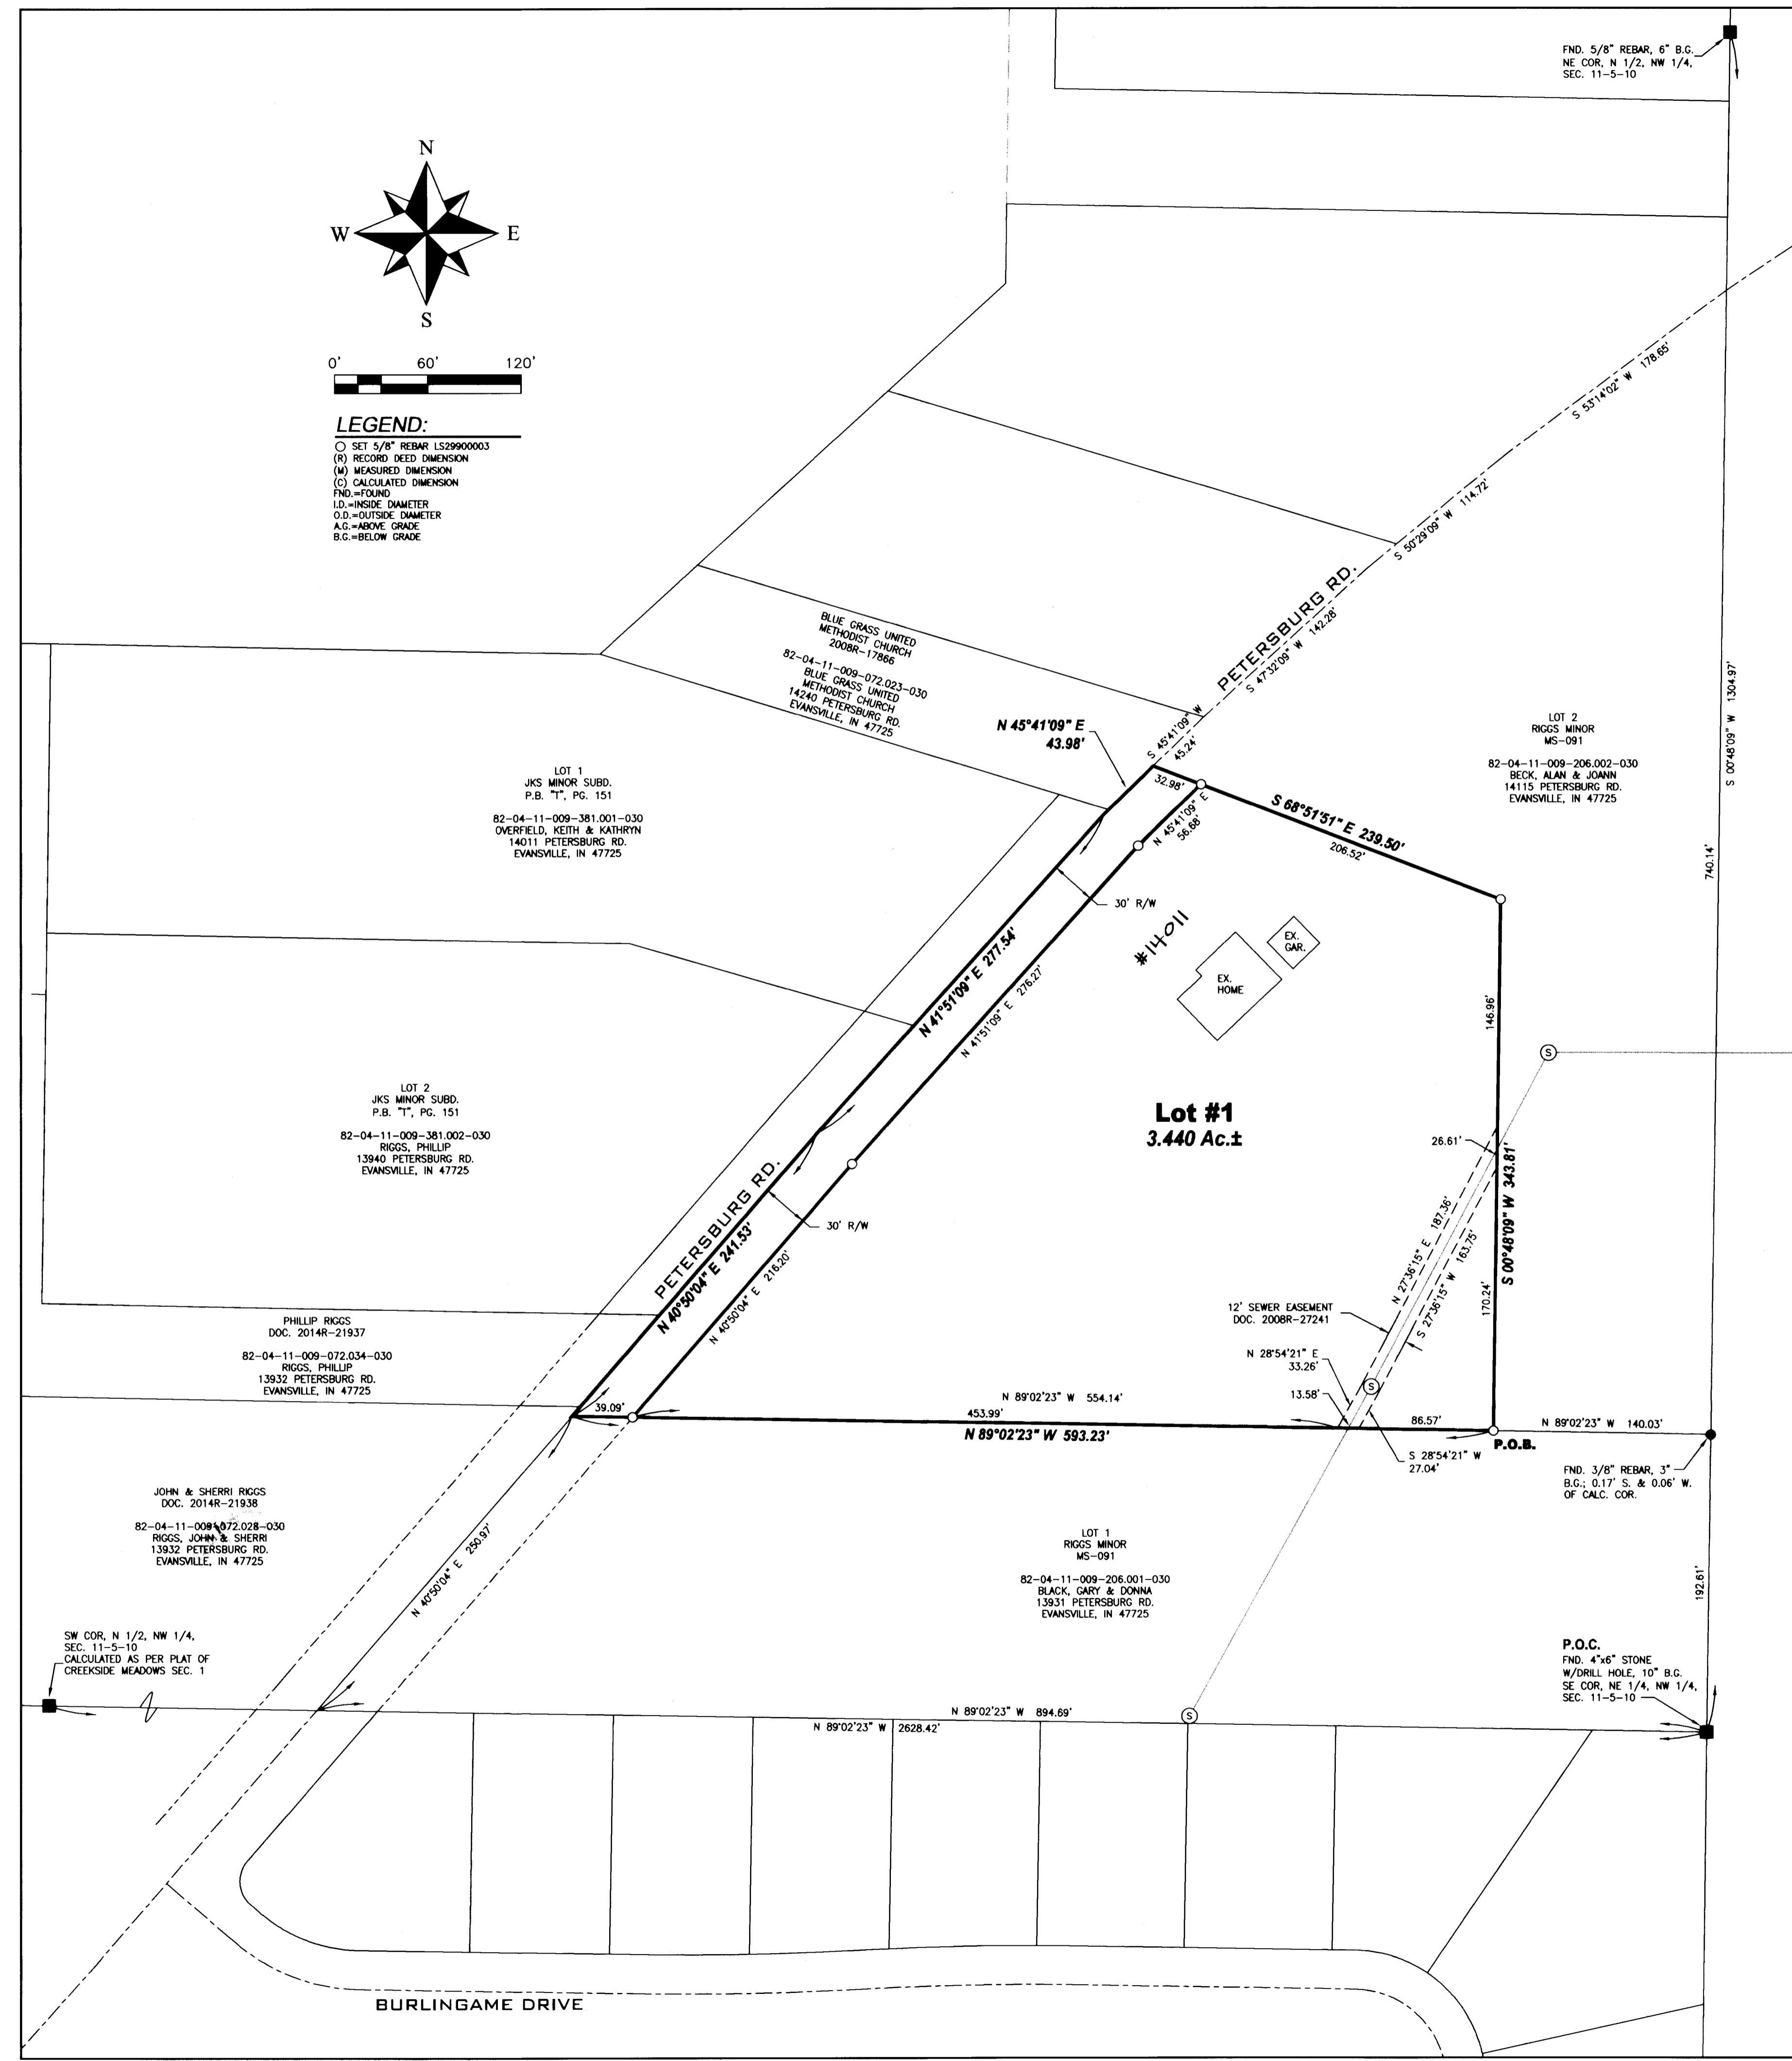 FND. 5/8" REBAR, 6" B.G.
NE COR, N 1/2, NW 1/4,
SEC. 11-5-10
N
W
E
S
0'
60'
120'
LEGEND:
SET 5/8" REBAR LS29900003
(R) RECORD DEED DIMENSION
(M) MEASURED DIMENSION
(C) CALCULATED DIMENSION
FND.=FOUND
I.D.=INSIDE DIAMETER
O.D.=OUTSIDE DIAMETER
A.G.=ABOVE GRADE
B.G.=BELOW GRADE
S 53°14'02" W 178.65'
S 50°29'09" W 114.72'
PETERSBURG RD.
S 47°32'09" W 142.28'
S 45°41'09" W
45.24'
BLUE GRASS UNITED
METHODIST CHURCH
2008R-17866
82-04-11-009-072.023-030
BLUE GRASS UNITED
METHODIST CHURCH
14240 PETERSBURG RD.
EVANSVILLE, IN 47725
N 45°41'09" E
43.98'
LOT 2
RIGGS MINOR
MS-091
82-04-11-009-206.002-030
BECK, ALAN & JOANN
14115 PETERSBURG RD.
EVANSVILLE, IN 47725
S 00°48'09" W 1304.97'
740.14'
LOT 1
JKS MINOR SUBD.
P.B. "T", PG. 151
82-04-11-009-381.001-030
OVERFIELD, KEITH & KATHRYN
14011 PETERSBURG RD.
EVANSVILLE, IN 47725
32.98'
N 45°41'09" E
56.68'
S 68°51'51" E 239.50'
206.52'
30' R/W
#14011
EX.
GAR.
EX.
HOME
N 41°51'09" E 277.54'
N 41°51'09" E 276.27'
146.96'
S
LOT 2
JKS MINOR SUBD.
P.B. "T", PG. 151
82-04-11-009-381.002-030
RIGGS, PHILLIP
13940 PETERSBURG RD.
EVANSVILLE, IN 47725
Lot #1
3.440 Ac.±
26.61'
S 00°48'09" W 343.81'
PETERSBURG RD.
N 40°50'04" E 241.53'
30' R/W
N 40°50'04" E 216.20'
N 27°36'15" E 187.36'
S 27°36'15" W 163.75'
170.24'
12' SEWER EASEMENT
DOC. 2008R-27241
PHILLIP RIGGS
DOC. 2014R-21937
82-04-11-009-072.034-030
RIGGS, PHILLIP
13932 PETERSBURG RD.
EVANSVILLE, IN 47725
N 28°54'21" E
33.26'
S
13.58'
39.09'
N 89°02'23" W 554.14'
453.99'
86.57'
N 89°02'23" W 593.23'
N 89°02'23" W 140.03'
P.O.B.
S 28°54'21" W
27.04'
FND. 3/8" REBAR, 3"
B.G.; 0.17' S. & 0.06' W.
OF CALC. COR.
JOHN & SHERRI RIGGS
DOC. 2014R-21938
82-04-11-009-072.028-030
RIGGS, JOHN & SHERRI
13932 PETERSBURG RD.
EVANSVILLE, IN 47725
N 40°50'04" E 250.97'
LOT 1
RIGGS MINOR
MS-091
82-04-11-009-206.001-030
BLACK, GARY & DONNA
13931 PETERSBURG RD.
EVANSVILLE, IN 47725
192.61'
SW COR, N 1/2, NW 1/4,
SEC. 11-5-10
CALCULATED AS PER PLAT OF
CREEKSIDE MEADOWS SEC. 1
P.O.C.
FND. 4"x6" STONE
W/DRILL HOLE, 10" B.G.
SE COR, NE 1/4, NW 1/4,
SEC. 11-5-10
N 89°02'23" W 894.69'
S
N 89°02'23" W 2628.42'
BURLINGAME DRIVE